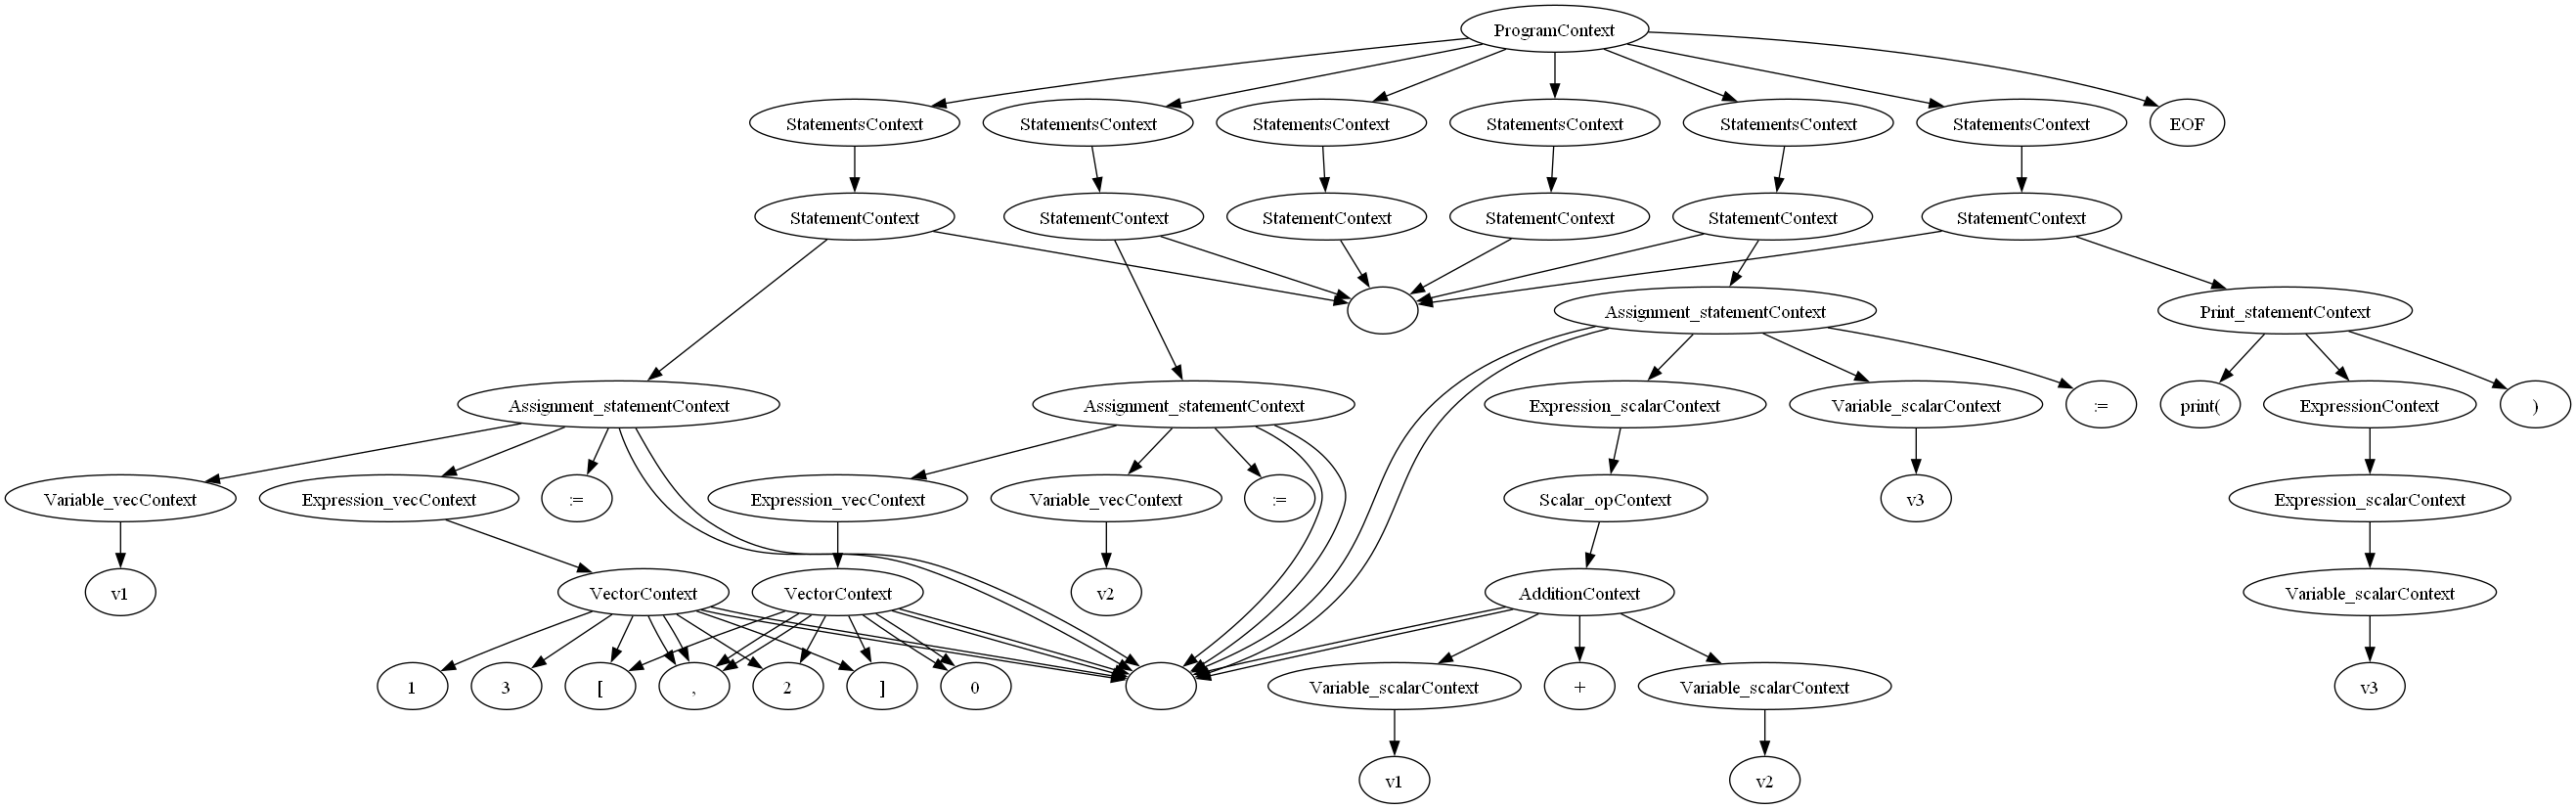 ProgramContext
StatementsContext
StatementsContext
StatementsContext
StatementsContext
StatementsContext
StatementsContext
EOF
StatementContext
StatementContext
StatementContext
StatementContext
StatementContext
StatementContext
Assignment_statementContext
Print_statementContext
Assignment_statementContext
Assignment_statementContext
Expression_scalarContext
Variable_scalarContext
:=
print(
ExpressionContext
)
Variable_vecContext
Expression_vecContext
:=
Expression_vecContext
Variable_vecContext
:=
Scalar_opContext
v3
Expression_scalarContext
v1
VectorContext
VectorContext
v2
AdditionContext
Variable_scalarContext
1
3
[
,
2
]
0
Variable_scalarContext
+
Variable_scalarContext
v3
v1
v2